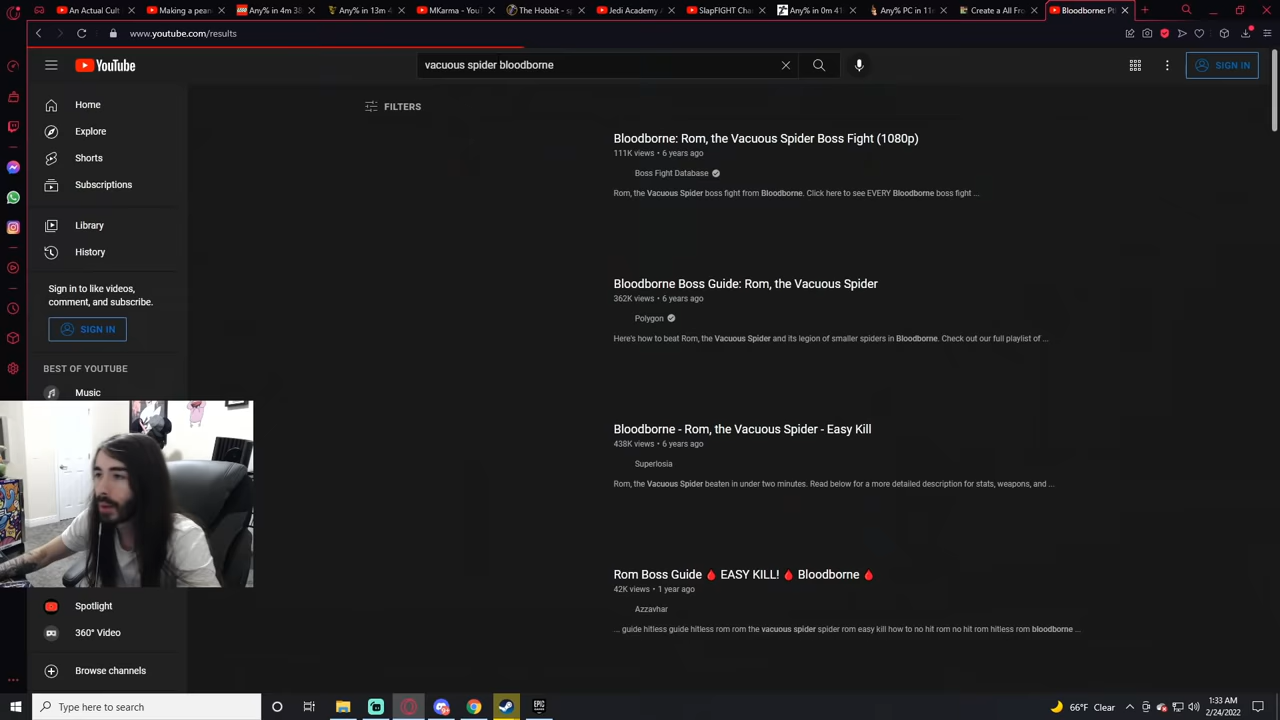 An Actual Cult
Making a pean
Any% in 4m 38
Any% in 13m 4
MKarma - YouT
The Hobbit - sp
Jedi Academy A
SlapFIGHT Char
Any% in 0m 41
Any% PC in 11m
Create a All Fro
Bloodborne: Pt
www.youtube.com/results
YouTube
vacuous spider bloodborne
SIGN IN
Home
Explore
Shorts
Subscriptions
Library
History
Sign in to like videos,
comment, and subscribe.
SIGN IN
BEST OF YOUTUBE
Music
Spotlight
360° Video
Browse channels
FILTERS
Bloodborne: Rom, the Vacuous Spider Boss Fight (1080p)
111K views • 6 years ago
Boss Fight Database
Rom, the Vacuous Spider boss fight from Bloodborne. Click here to see EVERY Bloodborne boss fight ...
Bloodborne Boss Guide: Rom, the Vacuous Spider
362K views • 6 years ago
Polygon
Here's how to beat Rom, the Vacuous Spider and its legion of smaller spiders in Bloodborne. Check out our full playlist of ...
Bloodborne - Rom, the Vacuous Spider - Easy Kill
438K views • 6 years ago
Superlosia
Rom, the Vacuous Spider beaten in under two minutes. Read below for a more detailed description for stats, weapons, and ...
Rom Boss Guide 🩸 EASY KILL! 🩸 Bloodborne 🩸
42K views • 1 year ago
Azzavhar
... guide hitless guide hitless rom rom the vacuous spider spider rom easy kill how to no hit rom no hit rom hitless rom bloodborne ...
Type here to search
EPIC
66°F Clear
1:33 AM
2/24/2022